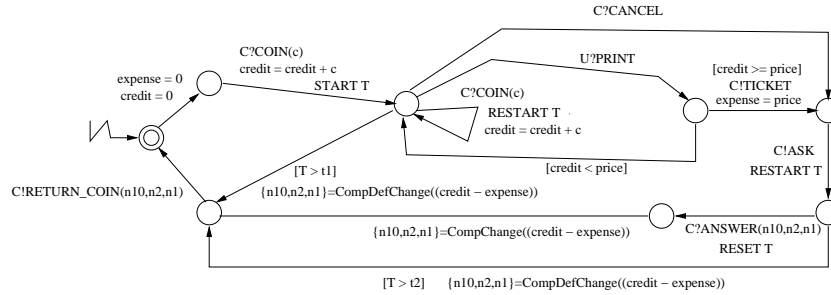 C?CANCEL
C?COIN(c)
credit = credit + c
START T
U?PRINT
expense = 0
credit = 0
[credit >= price]
C!TICKET
expense = price
C?COIN(c)
RESTART T
credit = credit + c
C!ASK
RESTART T
[T > t1]
[credit < price]
C!RETURN_COIN(n10,n2,n1)
{n10,n2,n1}=CompDefChange((credit − expense))
{n10,n2,n1}=CompChange((credit − expense))
C?ANSWER(n10,n2,n1)
RESET T
[T > t2] {n10,n2,n1}=CompDefChange((credit − expense))